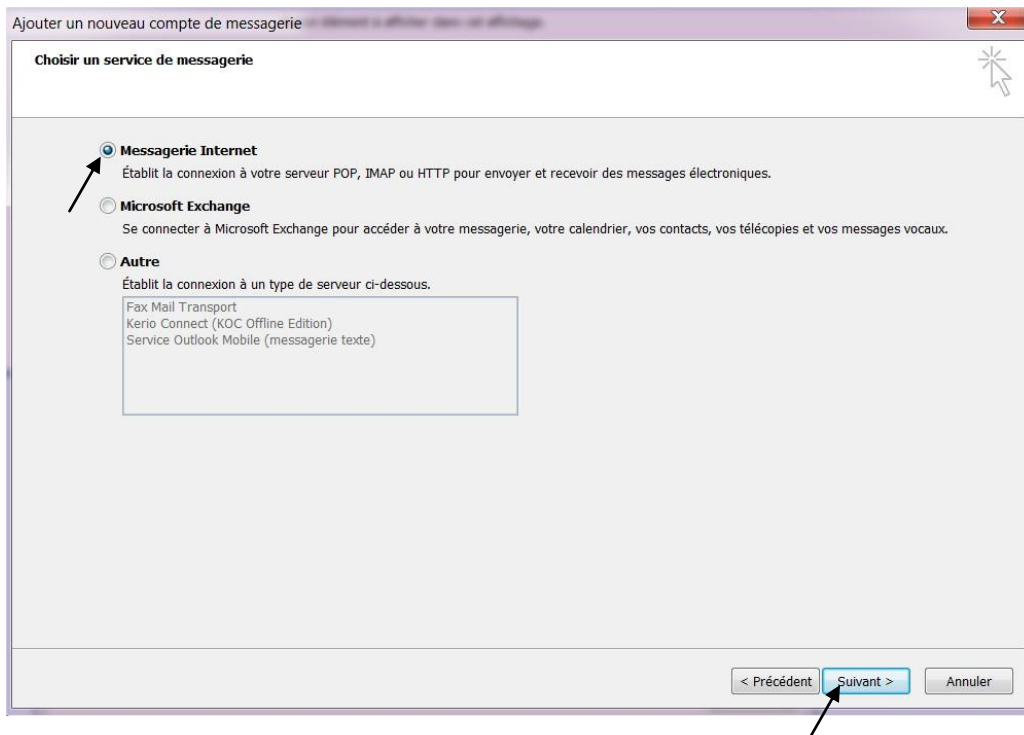 Ajouter un nouveau compte de messagerie
Choisir un service de messagerie
Messagerie Internet
Établit la connexion à votre serveur POP, IMAP ou HTTP pour envoyer et recevoir des messages électroniques.
Microsoft Exchange
Se connecter à Microsoft Exchange pour accéder à votre messagerie, votre calendrier, vos contacts, vos télécopies et vos messages vocaux.
Autre
Établit la connexion à un type de serveur ci-dessous.
Fax Mail Transport
Kerio Connect (KOC Offline Edition)
Service Outlook Mobile (messagerie texte)
< Précédent Suivant > Annuler